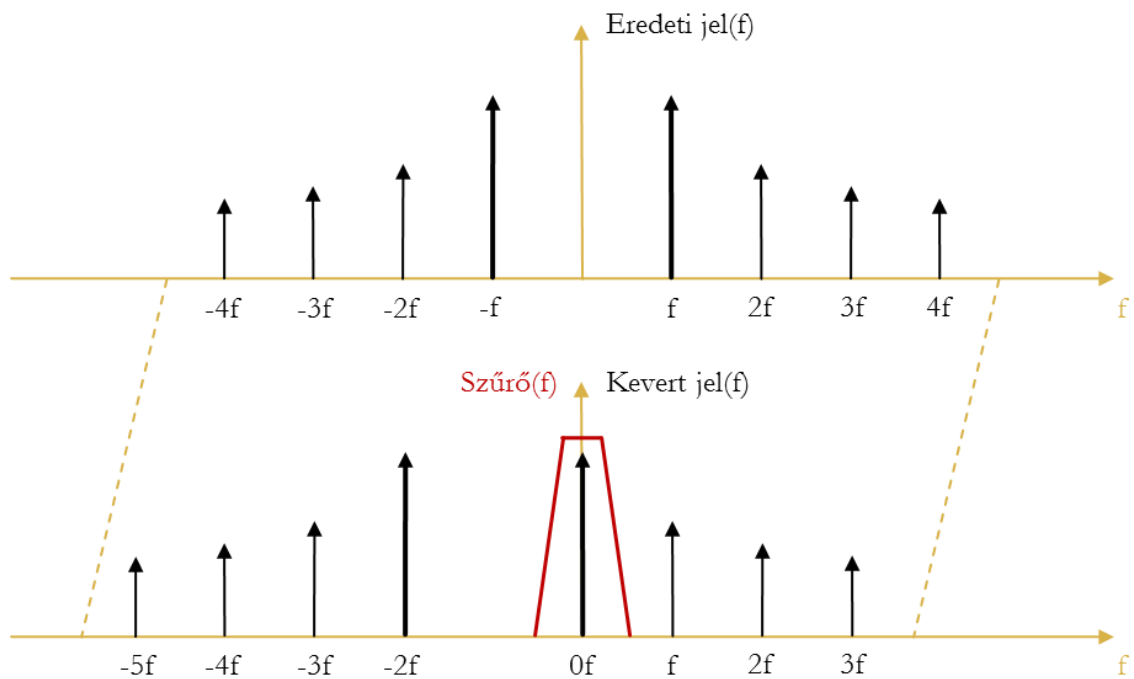 Eredeti jel(f)
-4f -3f -2f -f f 2f 3f 4f f
Szűrő(f) Kevert jel(f)
-5f -4f -3f -2f 0f f 2f 3f f